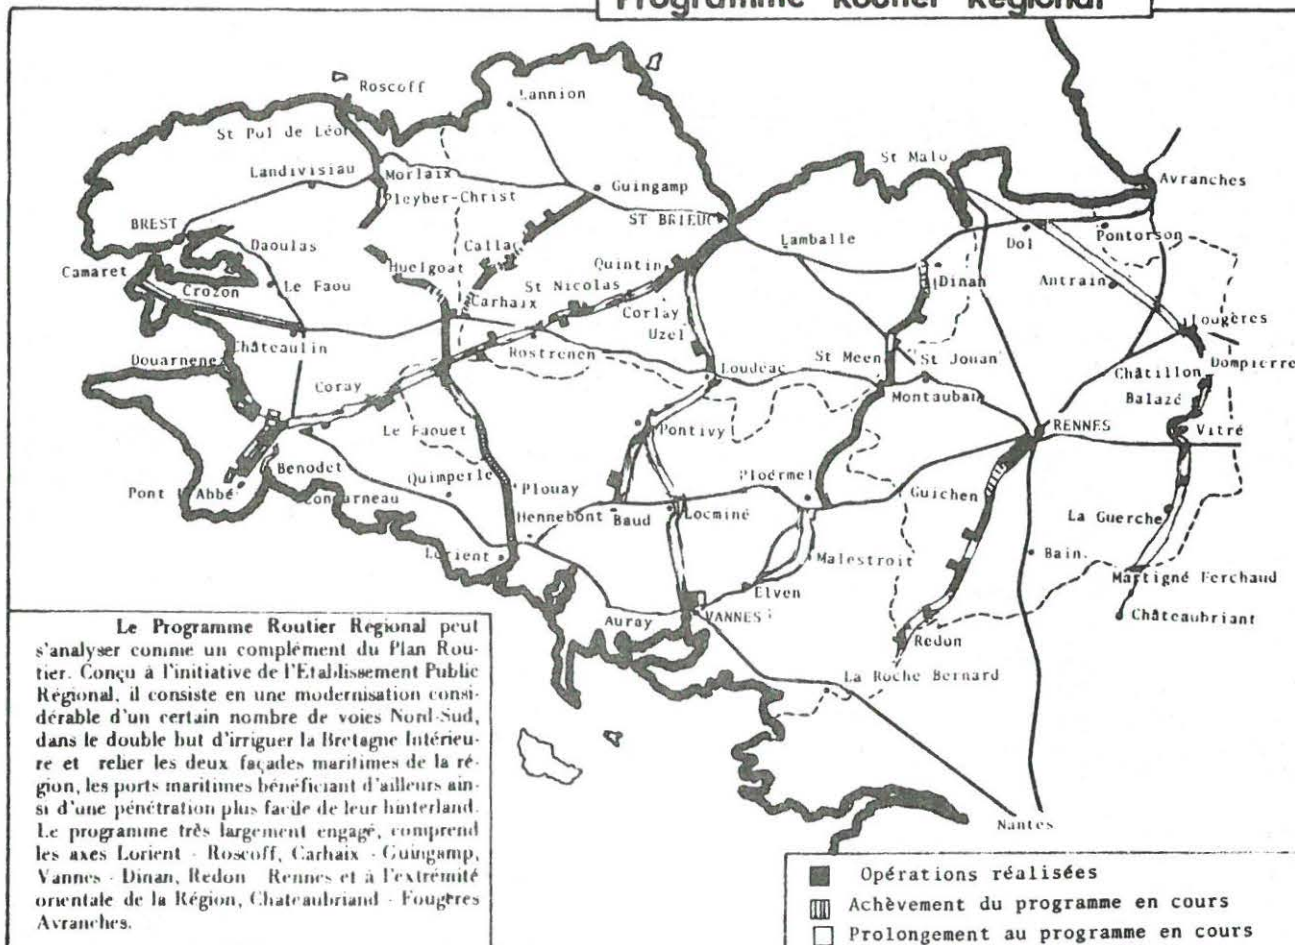 Programme Routier Régional
Roscoff
Lannion
St Pol de Léon
St Malo
Landivisiau
Morlaix
Avranches
Pleyber-Christ
Guingamp
ST BRIEUC
BREST
Daoulas
Callac
Lamballe
Dol
Pontorson
Camaret
Huelgoat
Quintin
Le Faou
Dinan
Antrain
Crozon
St Nicolas
Carhaix
Corlay
Fougères
Uzel
Châteaulin
Rostrenen
St Meen
St Jouan
Dompierre
Douarnenez
Loudéac
Châtillon
Coray
Montauban
Balazé
Le Faouet
Pontivy
RENNES
Vitré
Benodet
Quimperle
Ploërmel
Pont l'Abbé
Plouay
Guichen
Concarneau
Hennebont
Baud
Locminé
La Guerche
Lorient
Malestroit
Bain
Martigné Ferchaud
Elven
Auray
VANNES
Châteaubriant
Redon
La Roche Bernard
Nantes
Le Programme Routier Regional peut
s'analyser comme un complément du Plan Rou-
tier. Conçu à l'initiative de l'Etablissement Public
Régional, il consiste en une modernisation consi-
dérable d'un certain nombre de voies Nord-Sud,
dans le double but d'irriguer la Bretagne Intérieu-
re et relier les deux façades maritimes de la ré-
gion, les ports maritimes bénéficiant d'ailleurs ain-
si d'une pénétration plus facile de leur hinterland.
Le programme très largement engagé, comprend
les axes Lorient - Roscoff, Carhaix - Guingamp,
Vannes - Dinan, Redon - Rennes et à l'extrémité
orientale de la Région, Chateaubriand - Fougères
Avranches.
Opérations réalisées
Achèvement du programme en cours
Prolongement au programme en cours